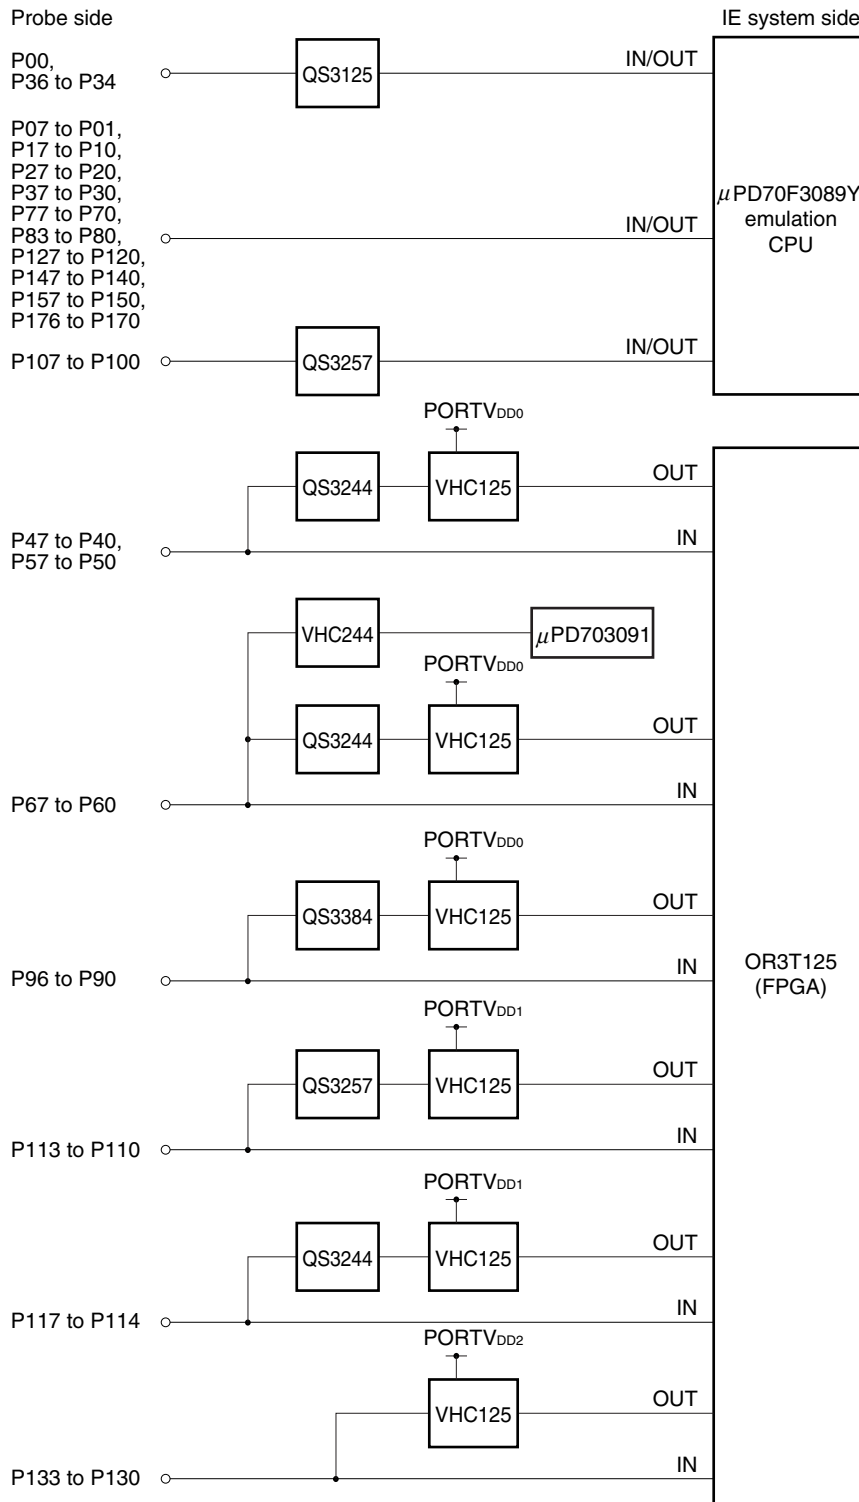 Probe side
IE system side
P00,
P36 to P34
QS3125
IN/OUT
P07 to P01,
P17 to P10,
P27 to P20,
P37 to P30,
P77 to P70,
P83 to P80,
P127 to P120,
P147 to P140,
P157 to P150,
P176 to P170
IN/OUT
μPD70F3089Y
emulation
CPU
P107 to P100
QS3257
IN/OUT
PORTVDD0
QS3244
VHC125
OUT
P47 to P40,
P57 to P50
IN
VHC244
μPD703091
PORTVDD0
QS3244
VHC125
OUT
P67 to P60
IN
PORTVDD0
QS3384
VHC125
OUT
P96 to P90
IN
OR3T125
(FPGA)
PORTVDD1
QS3257
VHC125
OUT
P113 to P110
IN
PORTVDD1
QS3244
VHC125
OUT
P117 to P114
IN
PORTVDD2
VHC125
OUT
P133 to P130
IN